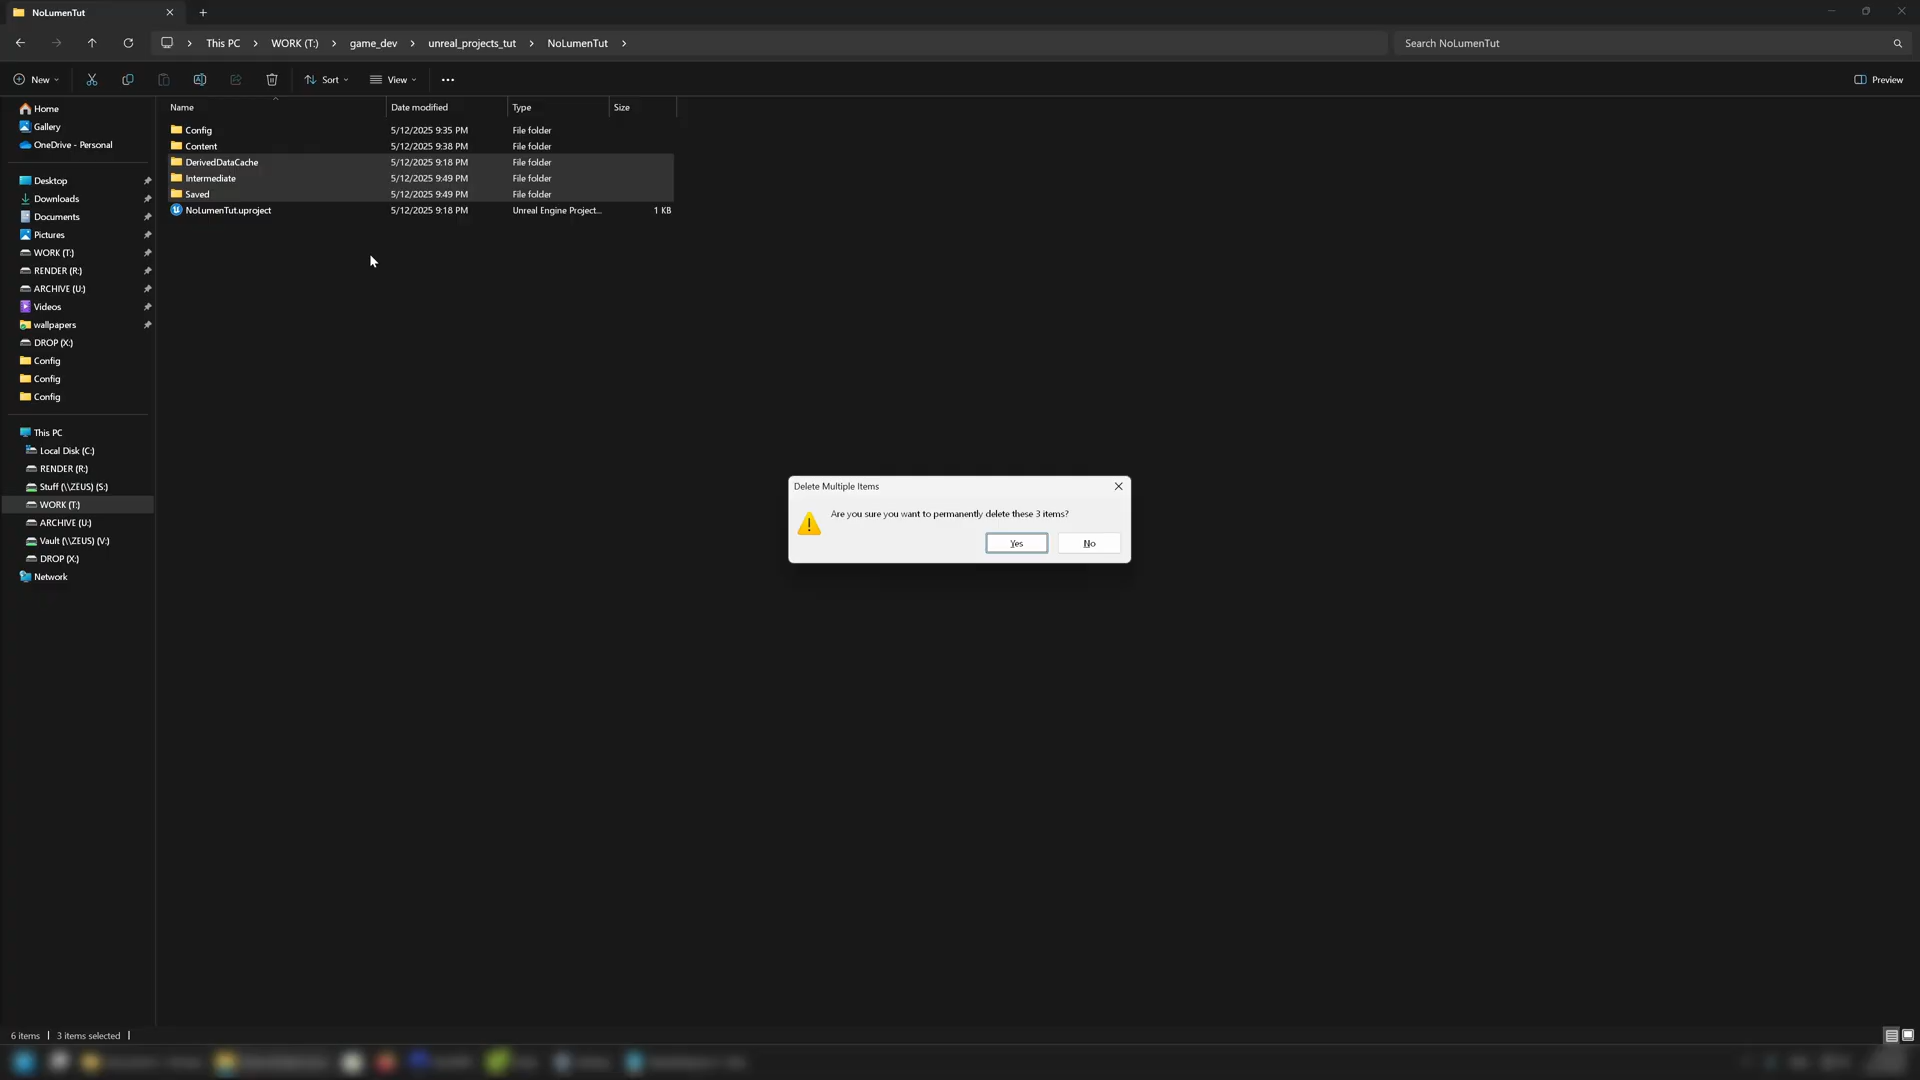 NoLumenTut
This PC
WORK (T:)
game_dev
unreal_projects_tut
NoLumenTut
Search NoLumenTut
New
Sort
View
Preview
Home
Gallery
OneDrive - Personal
Desktop
Downloads
Documents
Pictures
WORK (T:)
RENDER (R:)
ARCHIVE (U:)
Videos
wallpapers
DROP (X:)
Config
Config
Config
This PC
Local Disk (C:)
RENDER (R:)
Stuff (\\ZEUS) (S:)
WORK (T:)
ARCHIVE (U:)
Vault (\\ZEUS) (V:)
DROP (X:)
Network
Name Date modified Type Size
Config 5/12/2025 9:35 PM File folder
Content 5/12/2025 9:38 PM File folder
DerivedDataCache 5/12/2025 9:18 PM File folder
Intermediate 5/12/2025 9:49 PM File folder
Saved 5/12/2025 9:49 PM File folder
NoLumenTut.uproject 5/12/2025 9:18 PM Unreal Engine Project... 1 KB
Delete Multiple Items
Are you sure you want to permanently delete these 3 items?
Yes
No
6 items
3 items selected